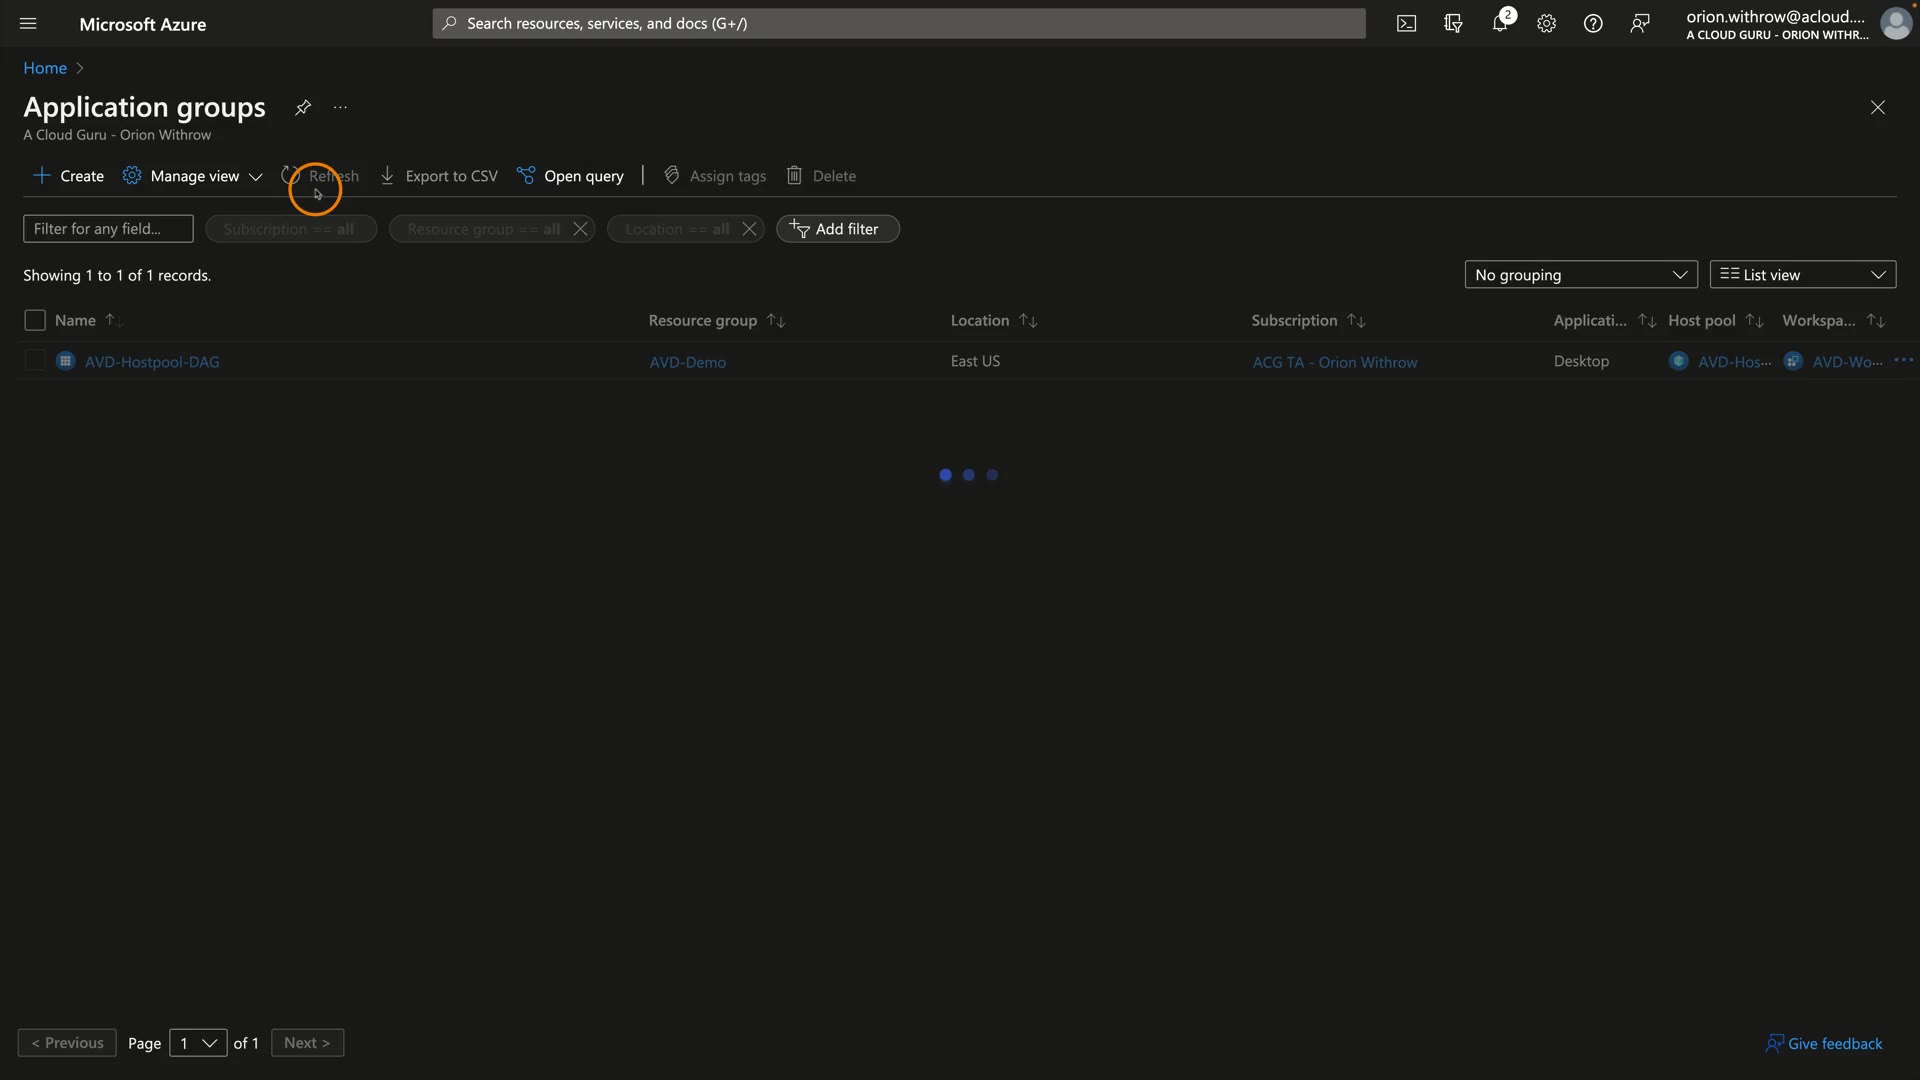 Microsoft Azure
Search resources, services, and docs (G+/)
2
orion.withrow@acloud....
A CLOUD GURU - ORION WITHR...
Home
Application groups
...
A Cloud Guru - Orion Withrow
Create
Manage view
Refresh
Export to CSV
Open query
Assign tags
Delete
Filter for any field...
Subscription == all
Resource group == all
Location == all
Add filter
Showing 1 to 1 of 1 records.
No grouping
List view
Name
Resource group
Location
Subscription
Applicati...
Host pool
Workspa...
AVD-Hostpool-DAG
AVD-Demo
East US
ACG TA - Orion Withrow
Desktop
AVD-Hos...
AVD-Wo...
...
< Previous
Page
1
of 1
Next >
Give feedback